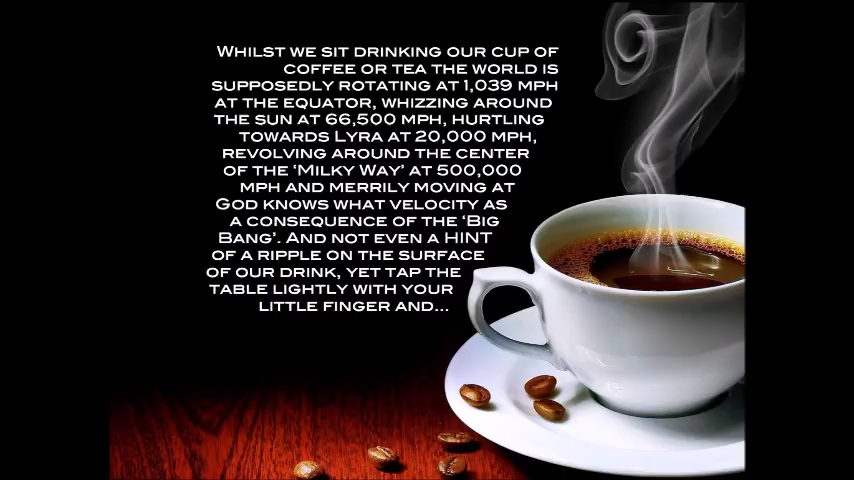 Whilst we sit drinking our cup of
coffee or tea the world is
supposedly rotating at 1,039 mph
at the equator, whizzing around
the sun at 66,500 mph, hurtling
towards Lyra at 20,000 mph,
revolving around the center
of the ‘Milky Way’ at 500,000
mph and merrily moving at
God knows what velocity as
a consequence of the ‘Big
Bang’. And not even a HINT
of a ripple on the surface
of our drink, yet tap the
table lightly with your
little finger and...